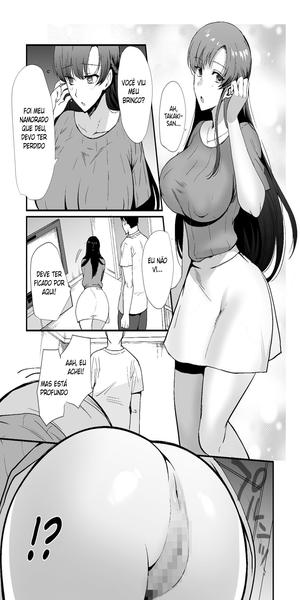 AH,
TAKAKI-
SAN...
VOCÊ VIU
MEU
BRINCO?
FOI MEU
NAMORADO
QUE DEU,
DEVO TER
PERDIDO
EU NÃO
VI...
DEVE TER
FICADO POR
AQUI!
AAH, EU
ACHEI!
MAS ESTÁ
PROFUNDO
!?